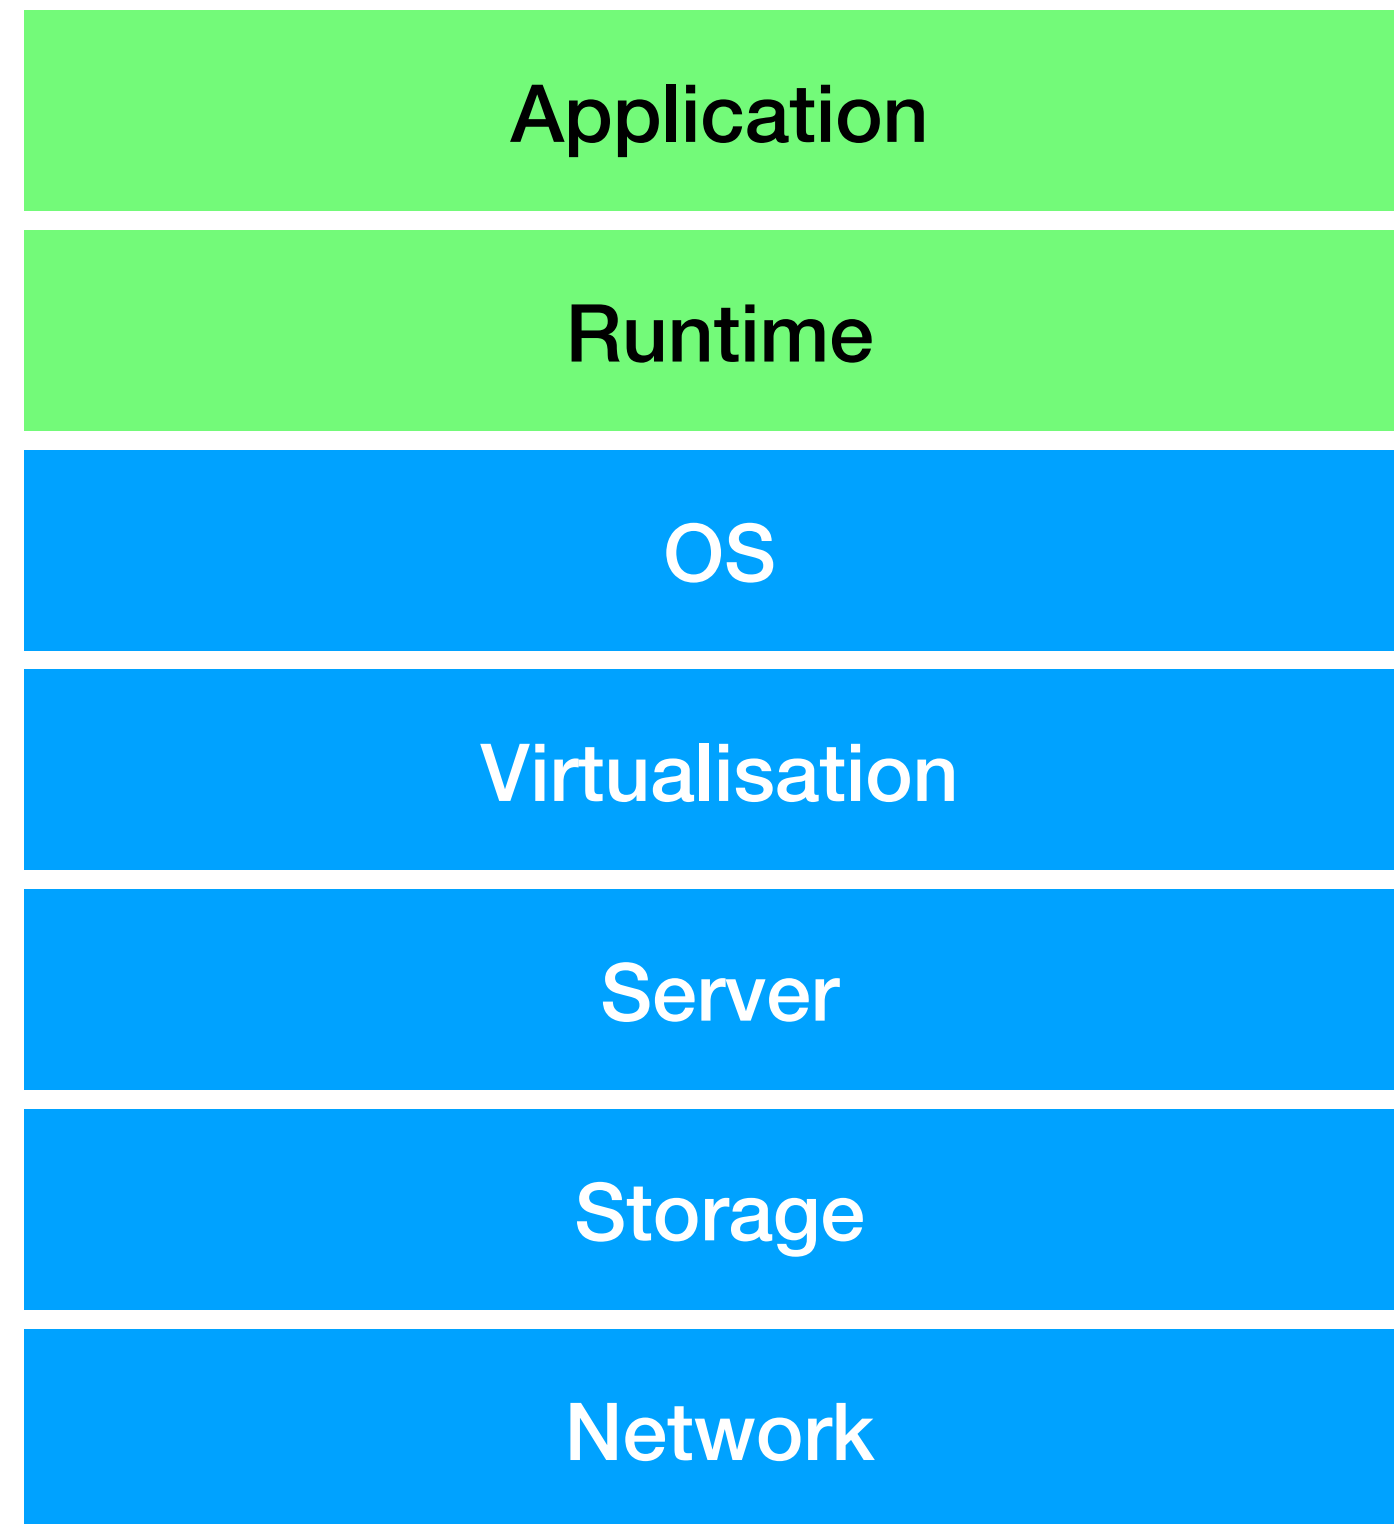 Application
Runtime
OS
Virtualisation
Server
Storage
Network